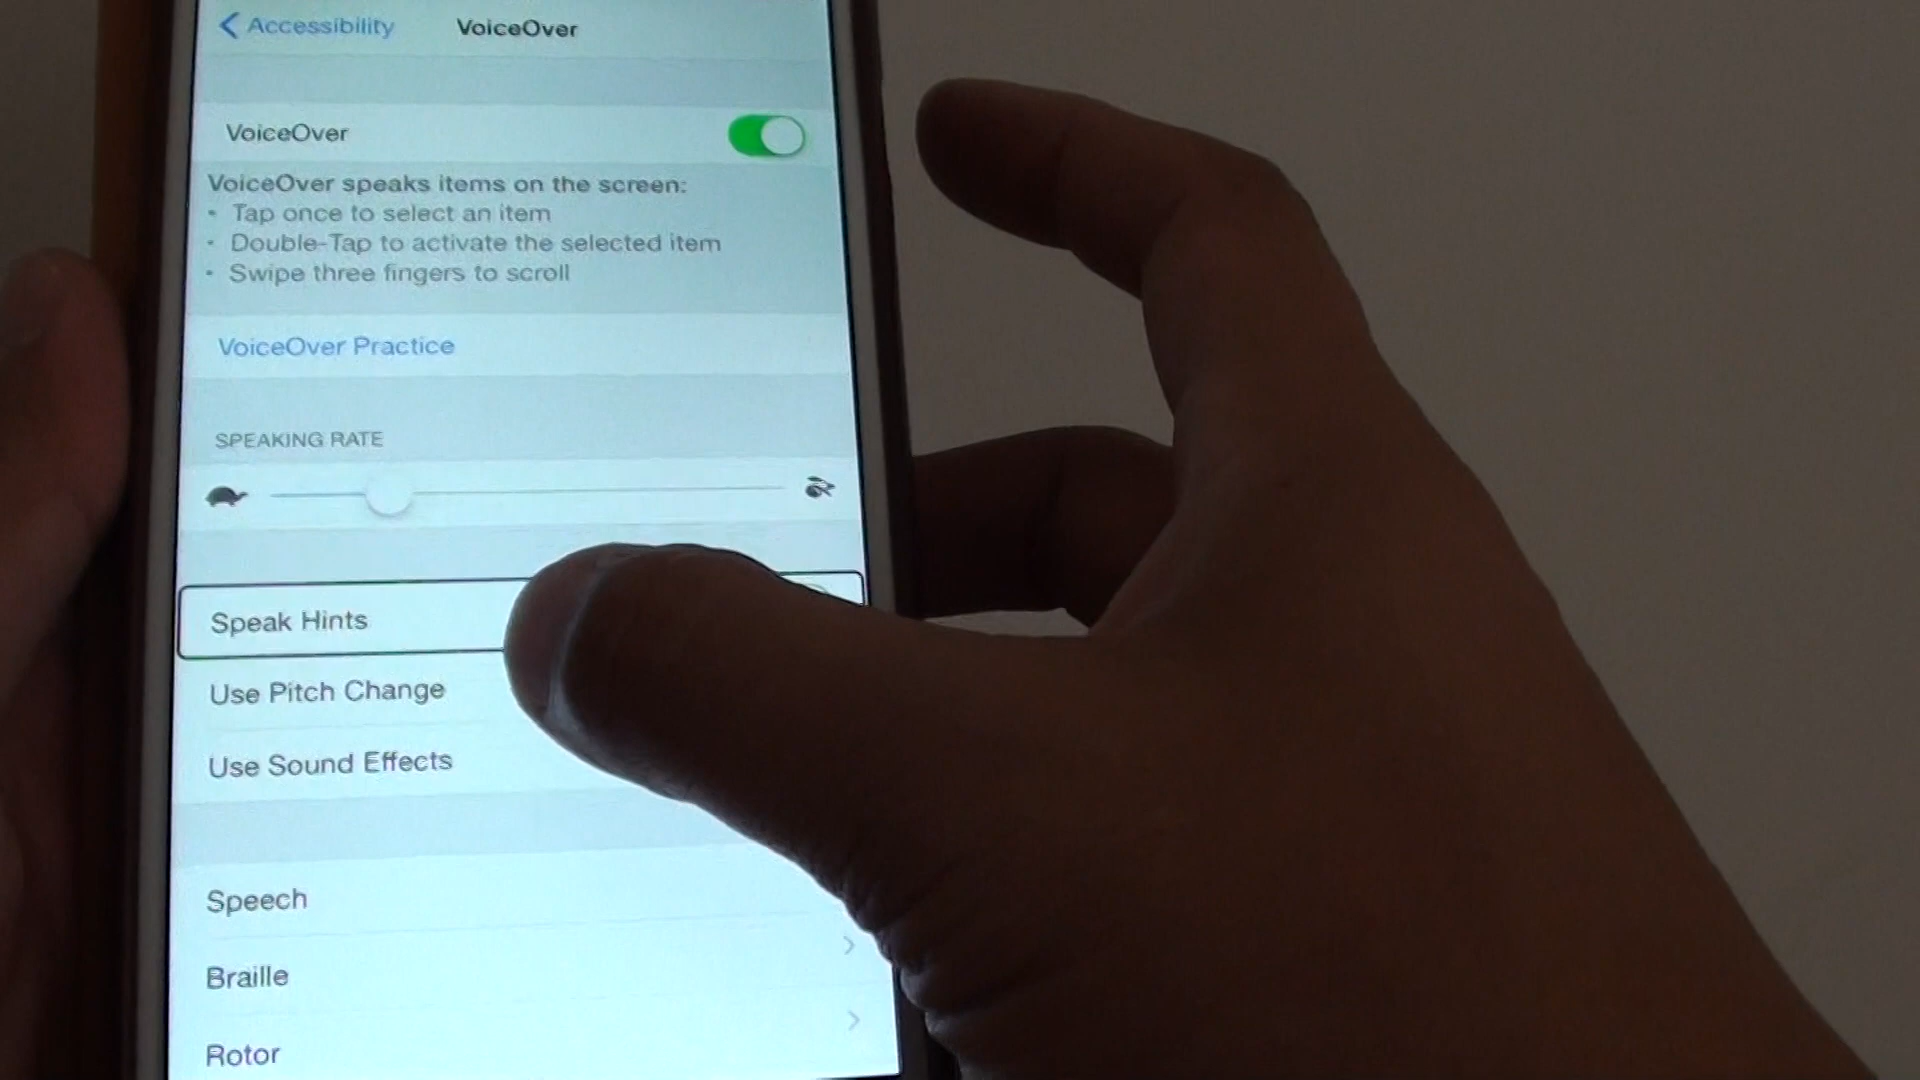 Accessibility
VoiceOver
VoiceOver
VoiceOver speaks items on the screen:
• Tap once to select an item
• Double-Tap to activate the selected item
• Swipe three fingers to scroll
VoiceOver Practice
SPEAKING RATE
Speak Hints
Use Pitch Change
Use Sound Effects
Speech
Braille
Rotor